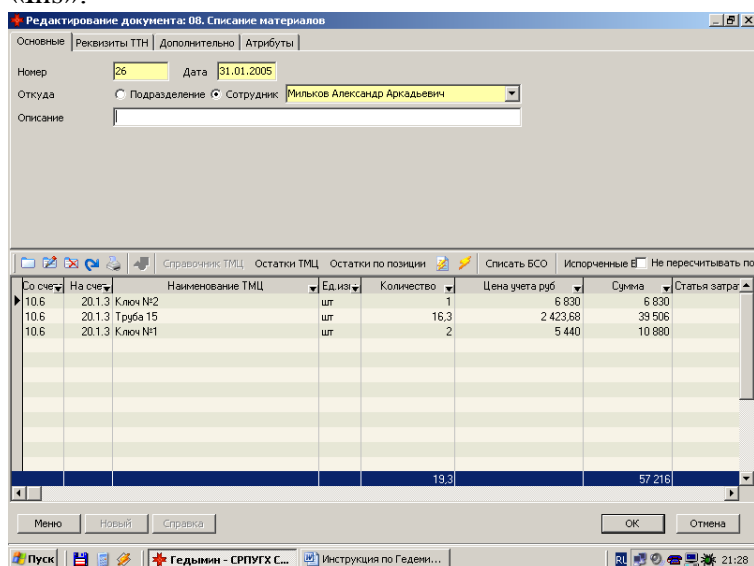 «Ins».
Редактирование документа: 08. Списание материалов
Основные Реквизиты ТТН Дополнительно Атрибуты
Номер 26 Дата 31.01.2005
Откуда Подразделение Сотрудник Мильков Александр Аркадьевич
Описание
Справочник ТМЦ Остатки ТМЦ Остатки по позиции Списать БСО Испорченные Б Не пересчитывать по
Со счет На счет Наименование ТМЦ Ед.изм Количество Цена учета руб Сумма Статья затра
10.6 20.1.3 Ключ №2 шт 1 6 830 6 830
10.6 20.1.3 Труба 15 шт 16,3 2 423,68 39 506
10.6 20.1.3 Ключ №1 шт 2 5 440 10 880
19,3 57 216
Меню Новый Справка ОК Отмена
Пуск Гедымин - СРПУГХ С... Инструкция по Гедеми... RU 21:28